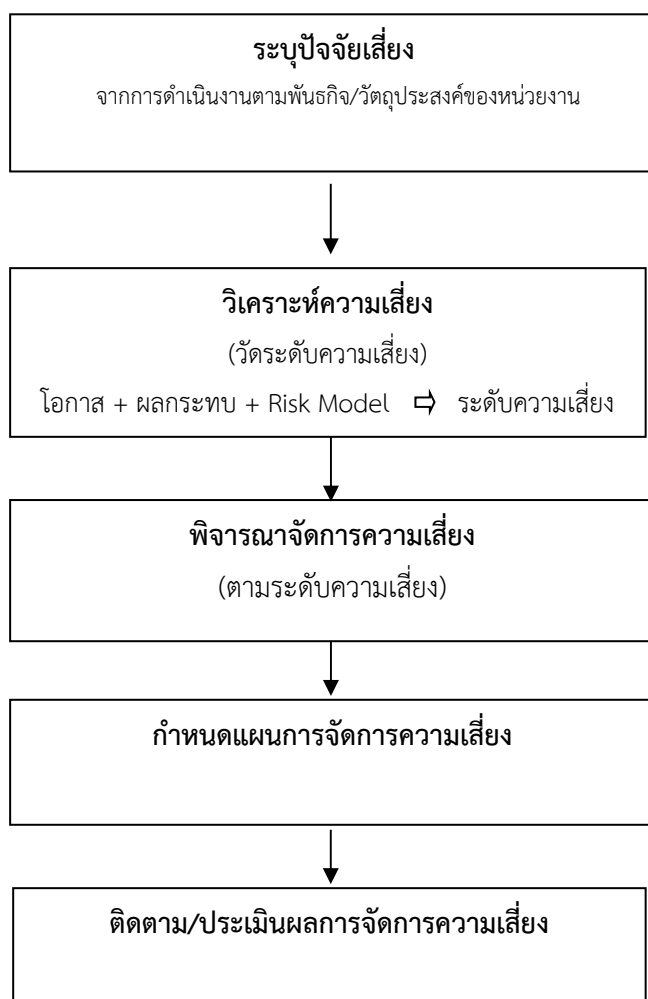 ระบุปัจจัยเสี่ยง
จากการดำเนินงานตามพันธกิจ/วัตถุประสงค์ของหน่วยงาน
วิเคราะห์ความเสี่ยง
(วัดระดับความเสี่ยง)
โอกาส + ผลกระทบ + Risk Model ⇨ ระดับความเสี่ยง
พิจารณาจัดการความเสี่ยง
(ตามระดับความเสี่ยง)
กำหนดแผนการจัดการความเสี่ยง
ติดตาม/ประเมินผลการจัดการความเสี่ยง